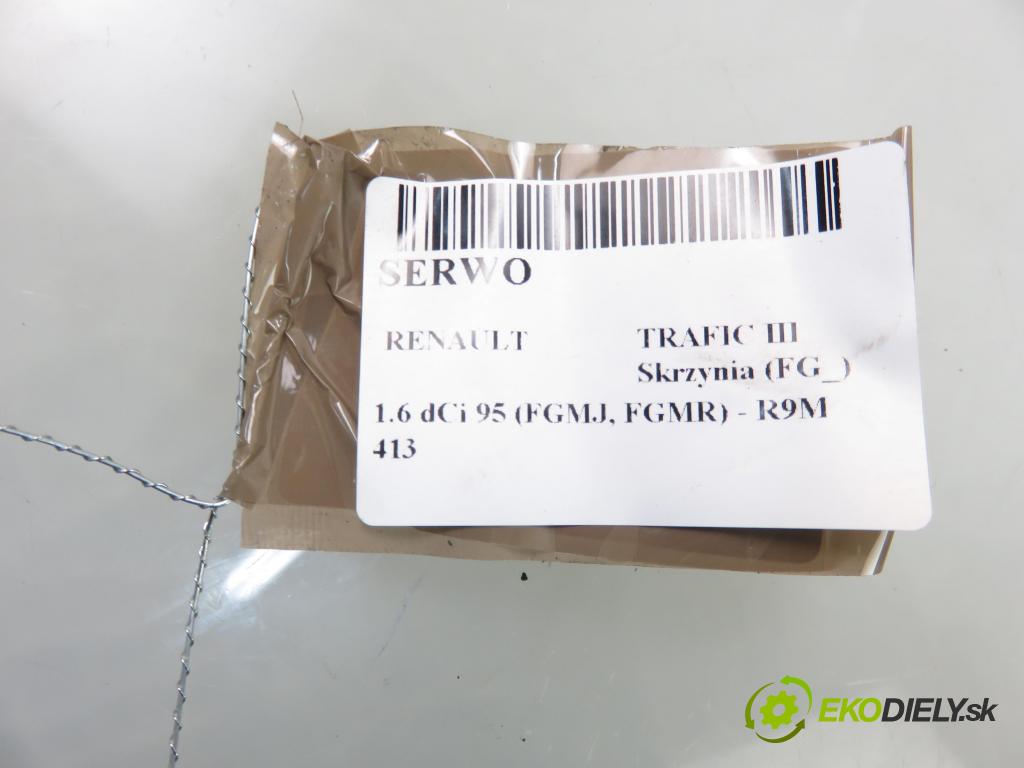 SERWO
RENAULT TRAFIC III
Skrzynia (FG_)
1.6 dCi 95 (FGMJ, FGMR) - R9M
413
EKODIELY.sk